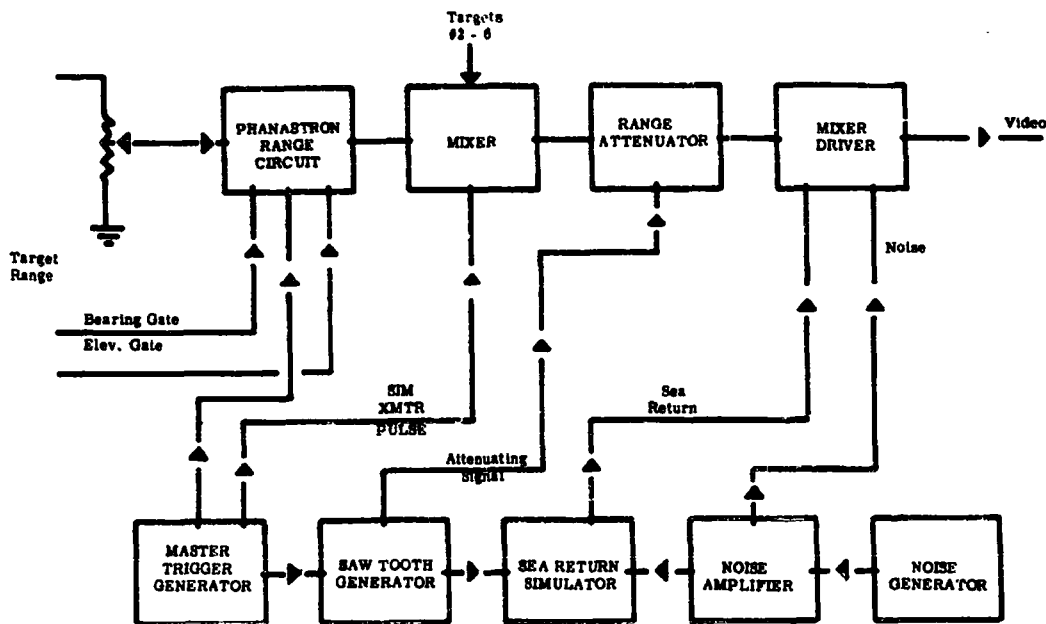 Targets
#2 - 6
PHANASTRON
RANGE
CIRCUIT
MIXER
RANGE
ATTENUATOR
MIXER
DRIVER
Video
Target
Range
Noise
Bearing Gate
Elev. Gate
SIM
XMTR
PULSE
Sea
Return
Attenuating
Signal
MASTER
TRIGGER
GENERATOR
SAW TOOTH
GENERATOR
SEA RETURN
SIMULATOR
NOISE
AMPLIFIER
NOISE
GENERATOR